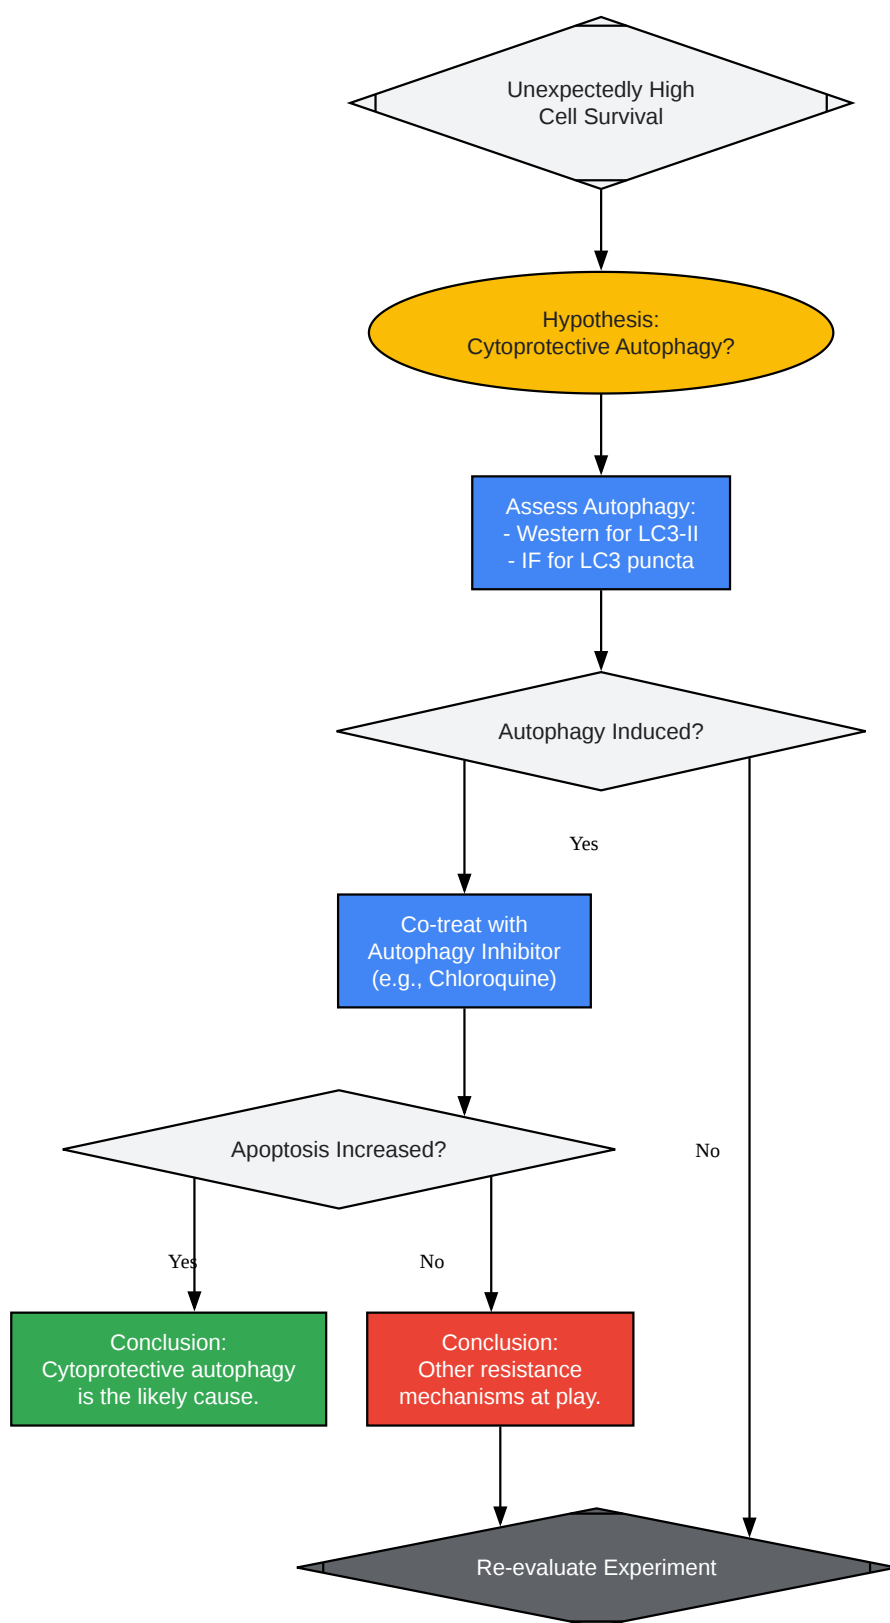 Unexpectedly High
Cell Survival
Hypothesis:
Cytoprotective Autophagy?
Assess Autophagy:
- Western for LC3-II
- IF for LC3 puncta
Autophagy Induced?
Yes
Co-treat with
Autophagy Inhibitor
(e.g., Chloroquine)
Apoptosis Increased?
No
Yes
No
Conclusion:
Cytoprotective autophagy
is the likely cause.
Conclusion:
Other resistance
mechanisms at play.
Re-evaluate Experiment